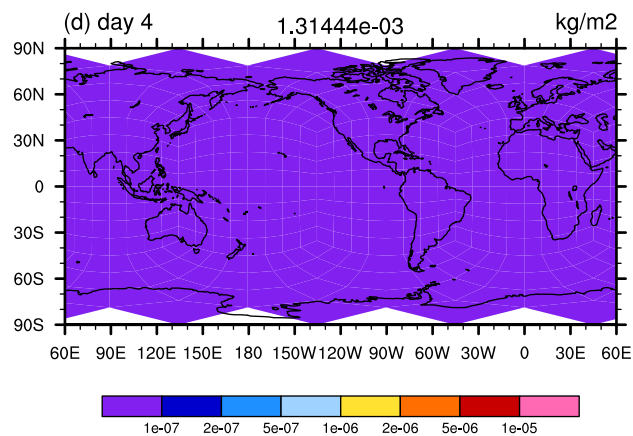 (d) day 4 1.31444e-03 kg/m2
90N
60N
30N
0
30S
60S
90S
60E 90E 120E 150E 180 150W 120W 90W 60W 30W 0 30E 60E
1e-07 2e-07 5e-07 1e-06 2e-06 5e-06 1e-05